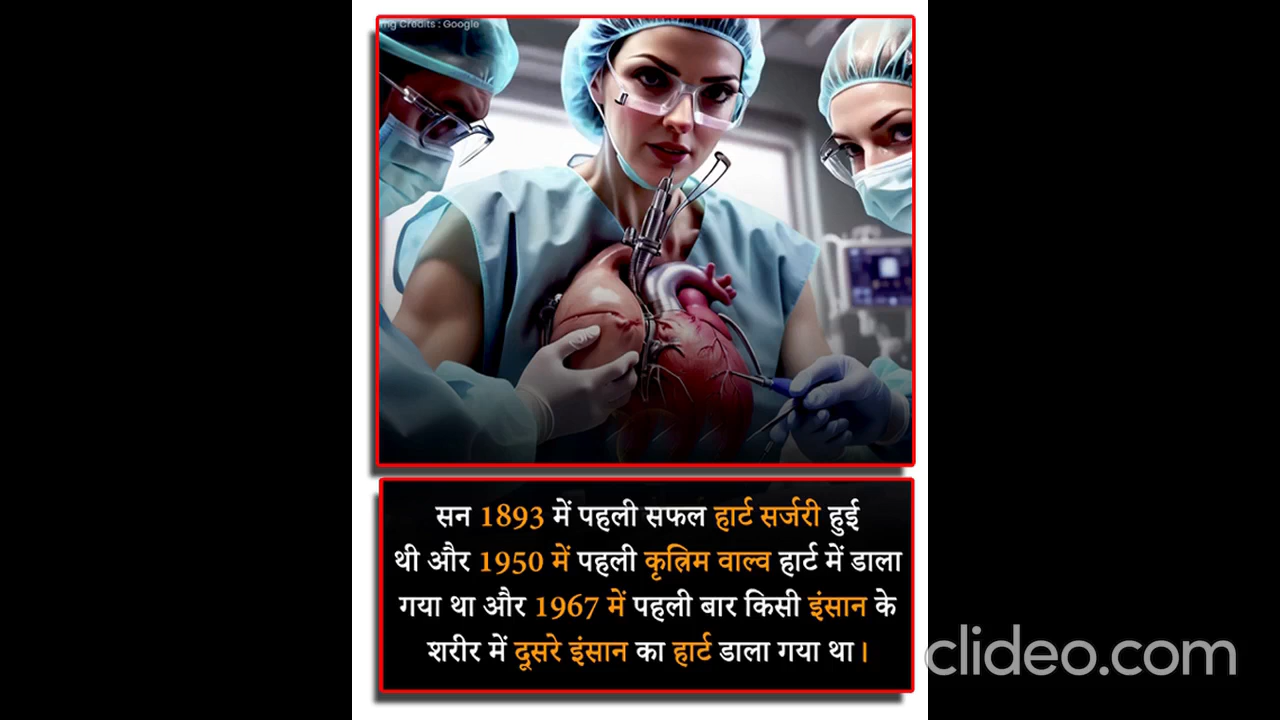 ng Credits : Google
सन 1893 में पहली सफल हार्ट सर्जरी हुई
थी और 1950 में पहली कृत्रिम वाल्व हार्ट में डाला
गया था और 1967 में पहली बार किसी इंसान के
शरीर में दूसरे इंसान का हार्ट डाला गया था।
clideo.com